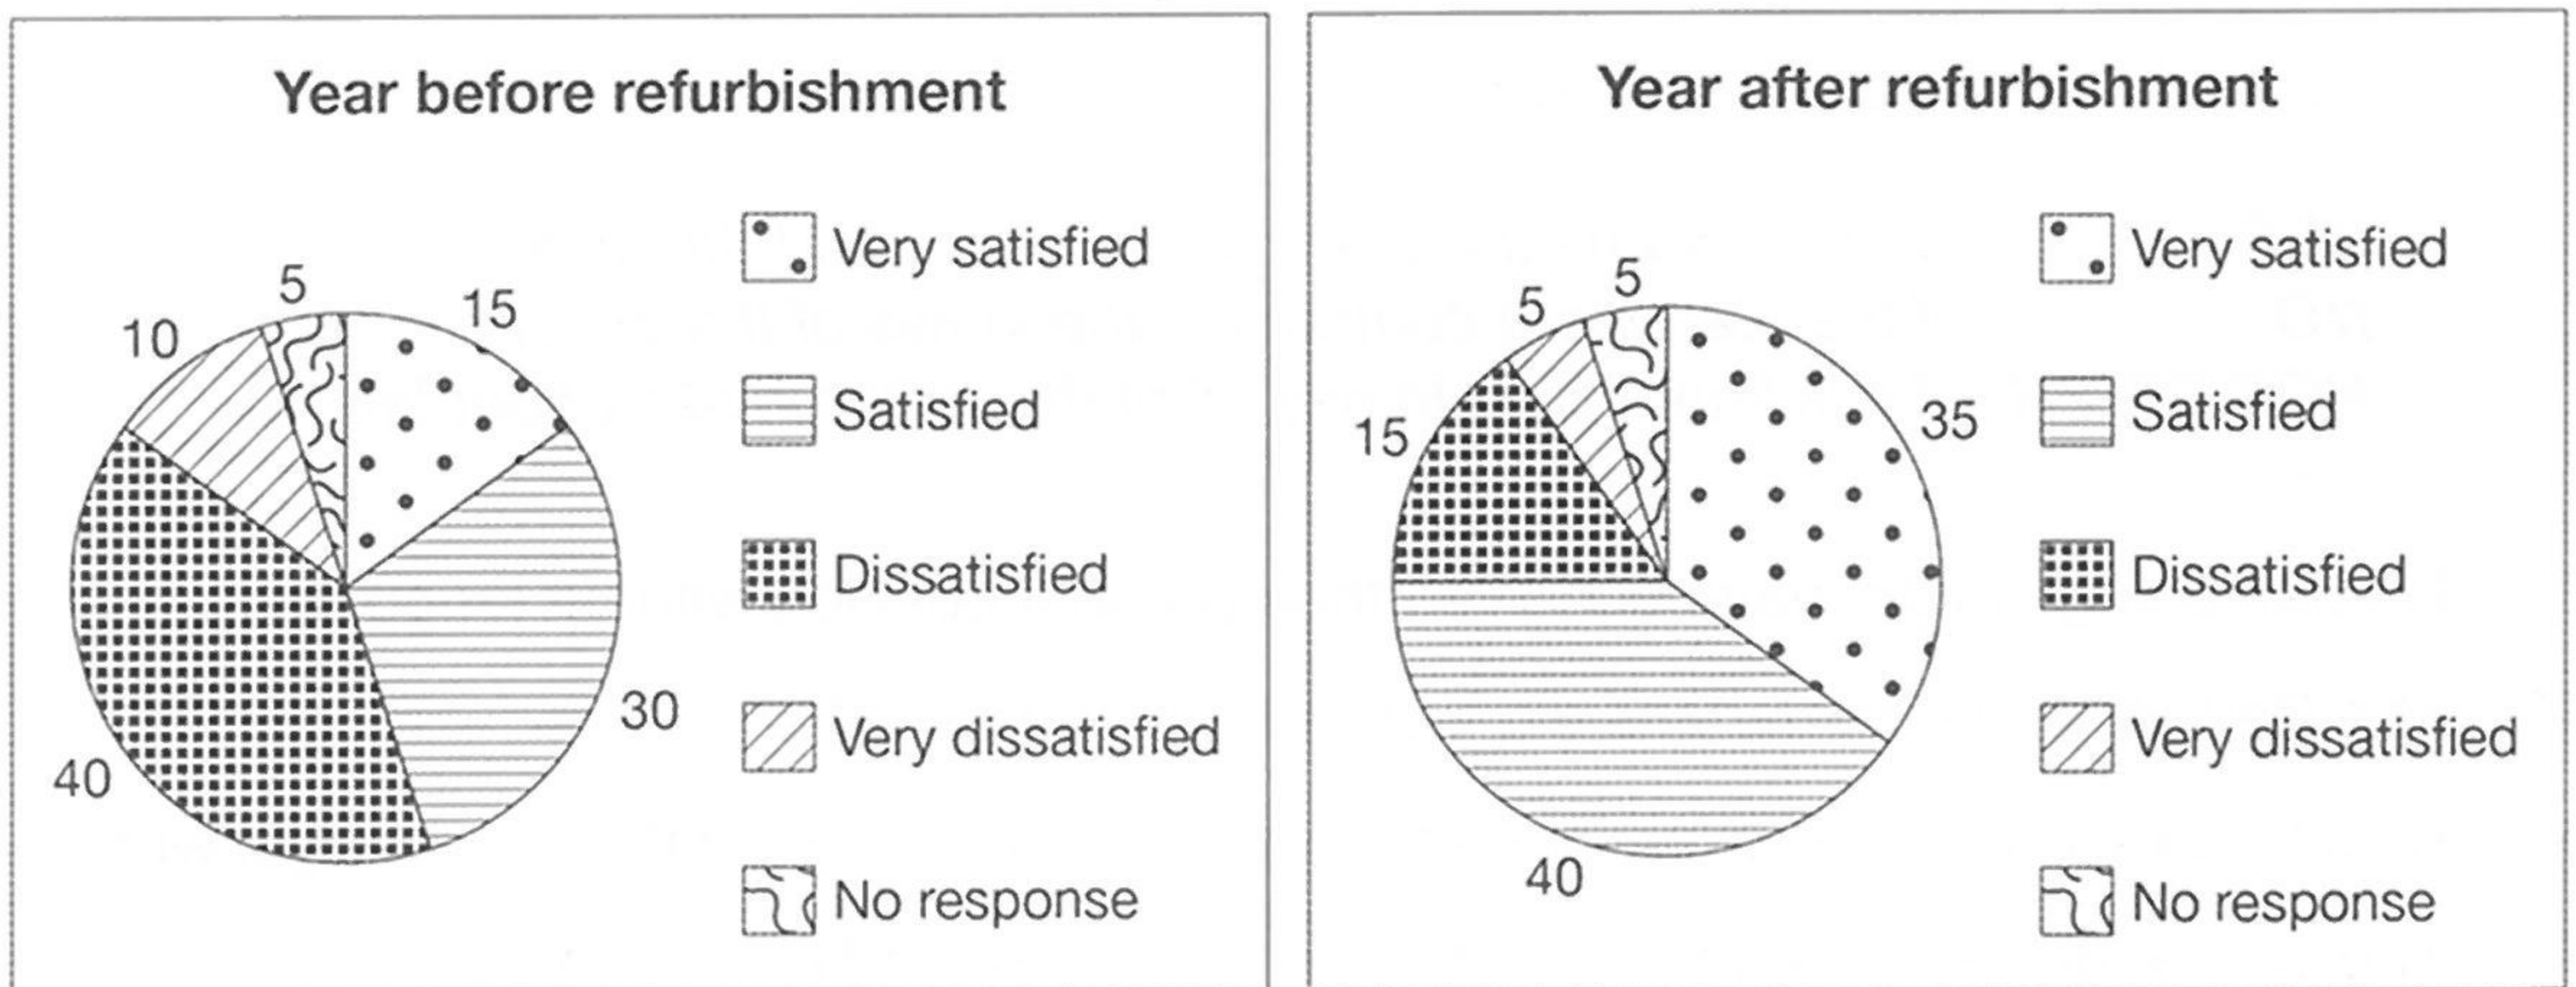 Year before refurbishment
5
15
10
30
40
Very satisfied
Satisfied
Dissatisfied
Very dissatisfied
No response
Year after refurbishment
5
5
35
15
40
Very satisfied
Satisfied
Dissatisfied
Very dissatisfied
No response